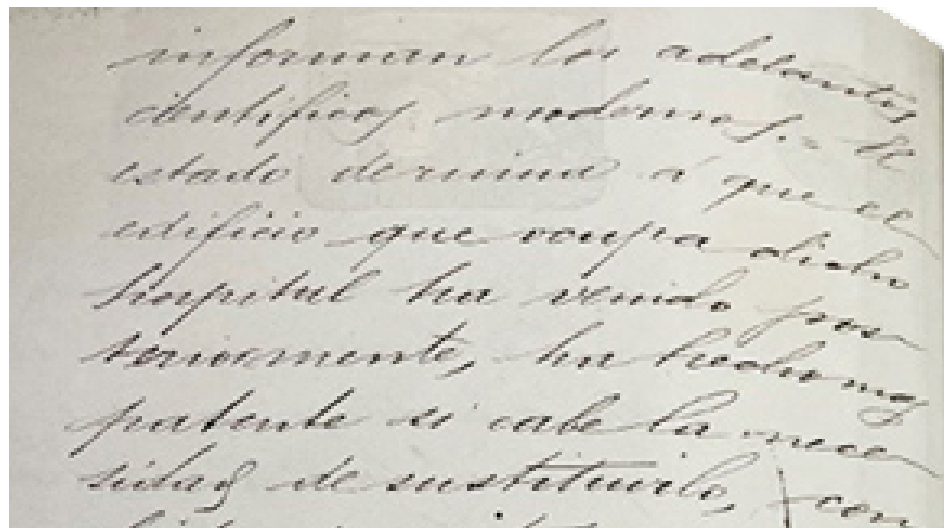 informan los adelantos
cientificos modernos.- El
estado de ruina á que el
edificio que ocupa dicho
hospital ha venido pos-
teriormente, ha hecho mas
patente si cabe la nece
sidad de sustituirlo, con